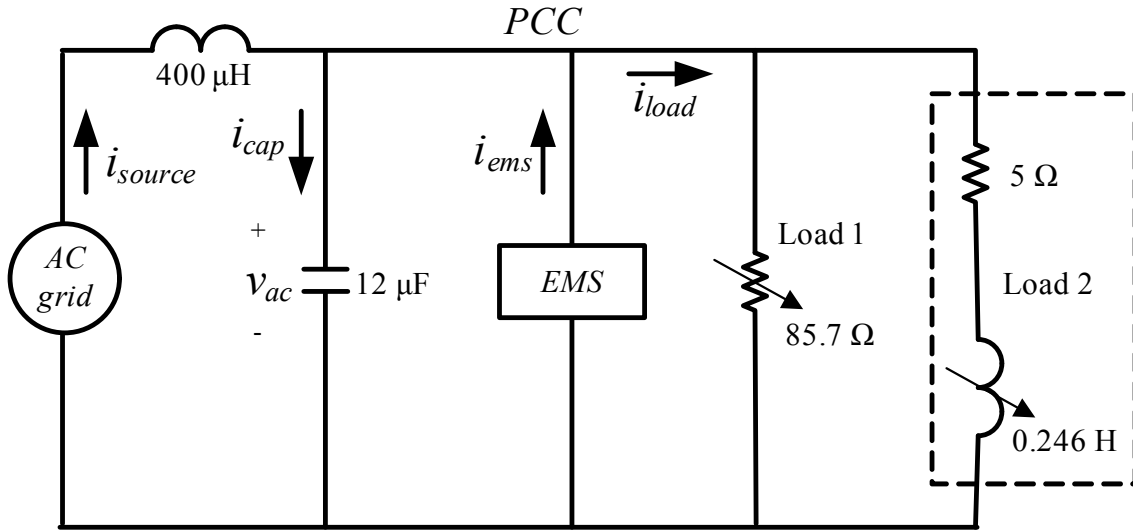 PCC
400 μH
i_source
i_cap
i_ems
i_load
AC
grid
+
v_ac
-
12 μF
EMS
Load 1
85.7 Ω
5 Ω
Load 2
0.246 H